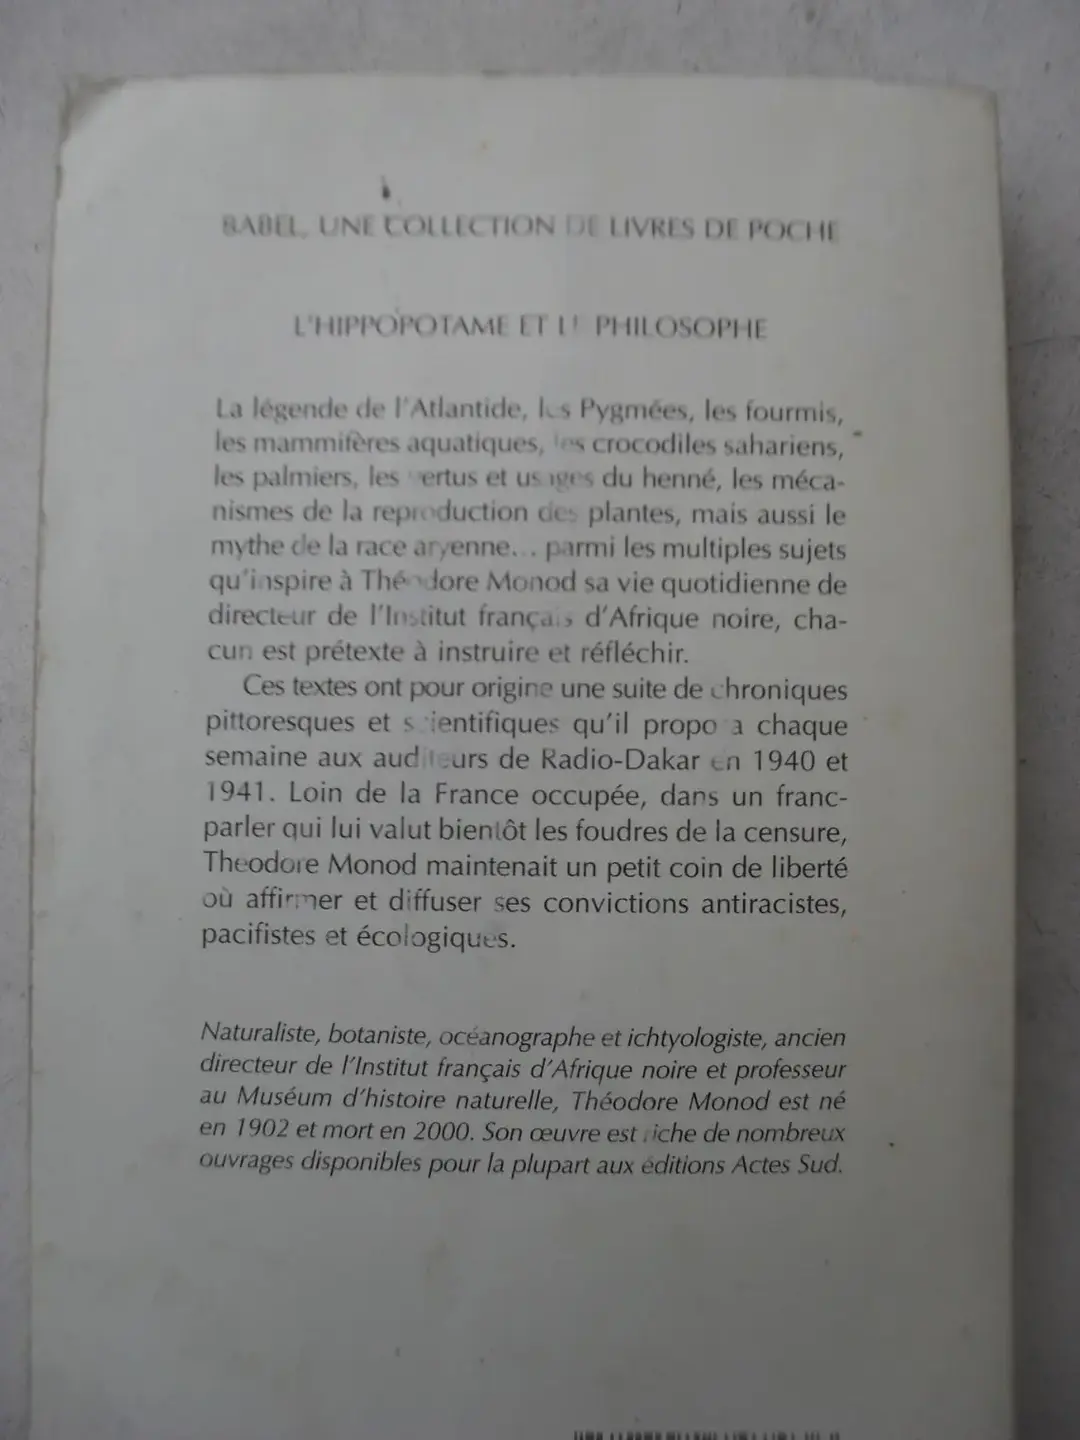 BABEL, UNE COLLECTION DE LIVRES DE POCHE
L'HIPPOPOTAME ET LE PHILOSOPHE
La légende de l'Atlantide, les Pygmées, les fourmis,
les mammifères aquatiques, les crocodiles sahariens,
les palmiers, les vertus et usages du henné, les méca-
nismes de la reproduction des plantes, mais aussi le
mythe de la race aryenne... parmi les multiples sujets
qu'inspire à Théodore Monod sa vie quotidienne de
directeur de l'Institut français d'Afrique noire, cha-
cun est prétexte à instruire et réfléchir.
Ces textes ont pour origine une suite de chroniques
pittoresques et scientifiques qu'il proposa chaque
semaine aux auditeurs de Radio-Dakar en 1940 et
1941. Loin de la France occupée, dans un franc-
parler qui lui valut bientôt les foudres de la censure,
Théodore Monod maintenait un petit coin de liberté
où affirmer et diffuser ses convictions antiracistes,
pacifistes et écologiques.
Naturaliste, botaniste, océanographe et ichtyologiste, ancien
directeur de l'Institut français d'Afrique noire et professeur
au Muséum d'histoire naturelle, Théodore Monod est né
en 1902 et mort en 2000. Son œuvre est riche de nombreux
ouvrages disponibles pour la plupart aux éditions Actes Sud.